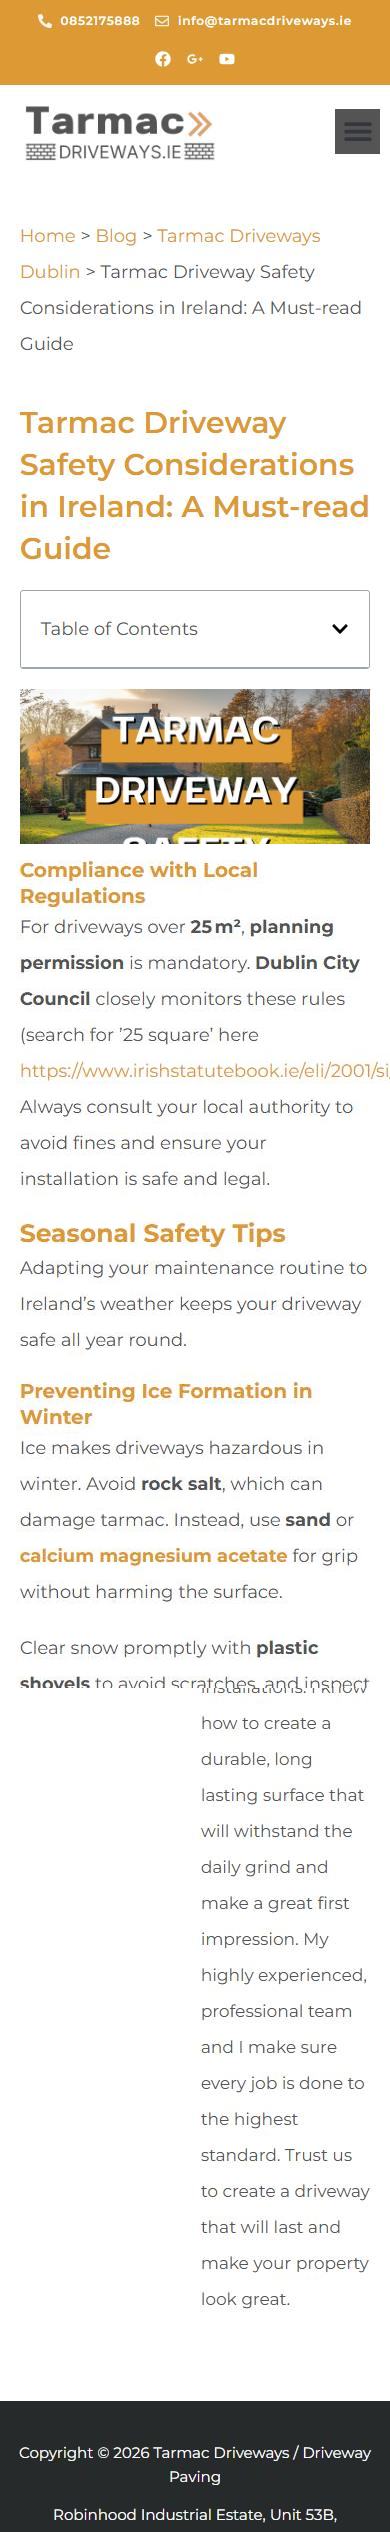 0852175888 info@tarmacdriveways.ie
Tarmac
DRIVEWAYS.IE
Home > Blog > Tarmac Driveways
Dublin > Tarmac Driveway Safety
Considerations in Ireland: A Must-read
Guide
Tarmac Driveway
Safety Considerations
in Ireland: A Must-read
Guide
Table of Contents
TARMAC
DRIVEWAY
SAFETY
Compliance with Local
Regulations
For driveways over 25 m², planning
permission is mandatory. Dublin City
Council closely monitors these rules
(search for ’25 square’ here
https://www.irishstatutebook.ie/eli/2001/si/
Always consult your local authority to
avoid fines and ensure your
installation is safe and legal.
Seasonal Safety Tips
Adapting your maintenance routine to
Ireland’s weather keeps your driveway
safe all year round.
Preventing Ice Formation in
Winter
Ice makes driveways hazardous in
winter. Avoid rock salt, which can
damage tarmac. Instead, use sand or
calcium magnesium acetate for grip
without harming the surface.
Clear snow promptly with plastic
shovels to avoid scratches, and inspect
installations. I know
how to create a
durable, long
lasting surface that
will withstand the
daily grind and
make a great first
impression. My
highly experienced,
professional team
and I make sure
every job is done to
the highest
standard. Trust us
to create a driveway
that will last and
make your property
look great.
Copyright © 2026 Tarmac Driveways / Driveway
Paving
Robinhood Industrial Estate, Unit 53B,